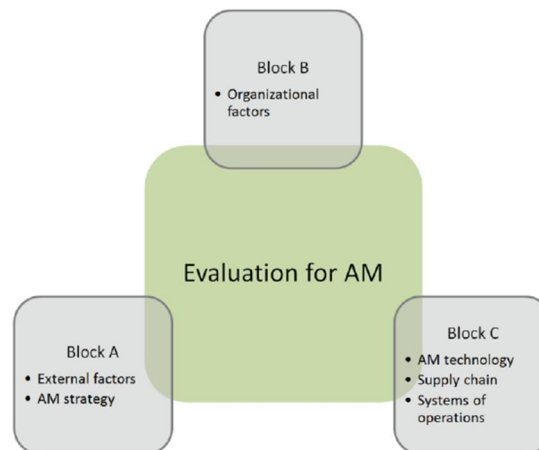 Block B
• Organizational
factors
Evaluation for AM
Block A
• External factors
• AM strategy
Block C
• AM technology
• Supply chain
• Systems of
operations